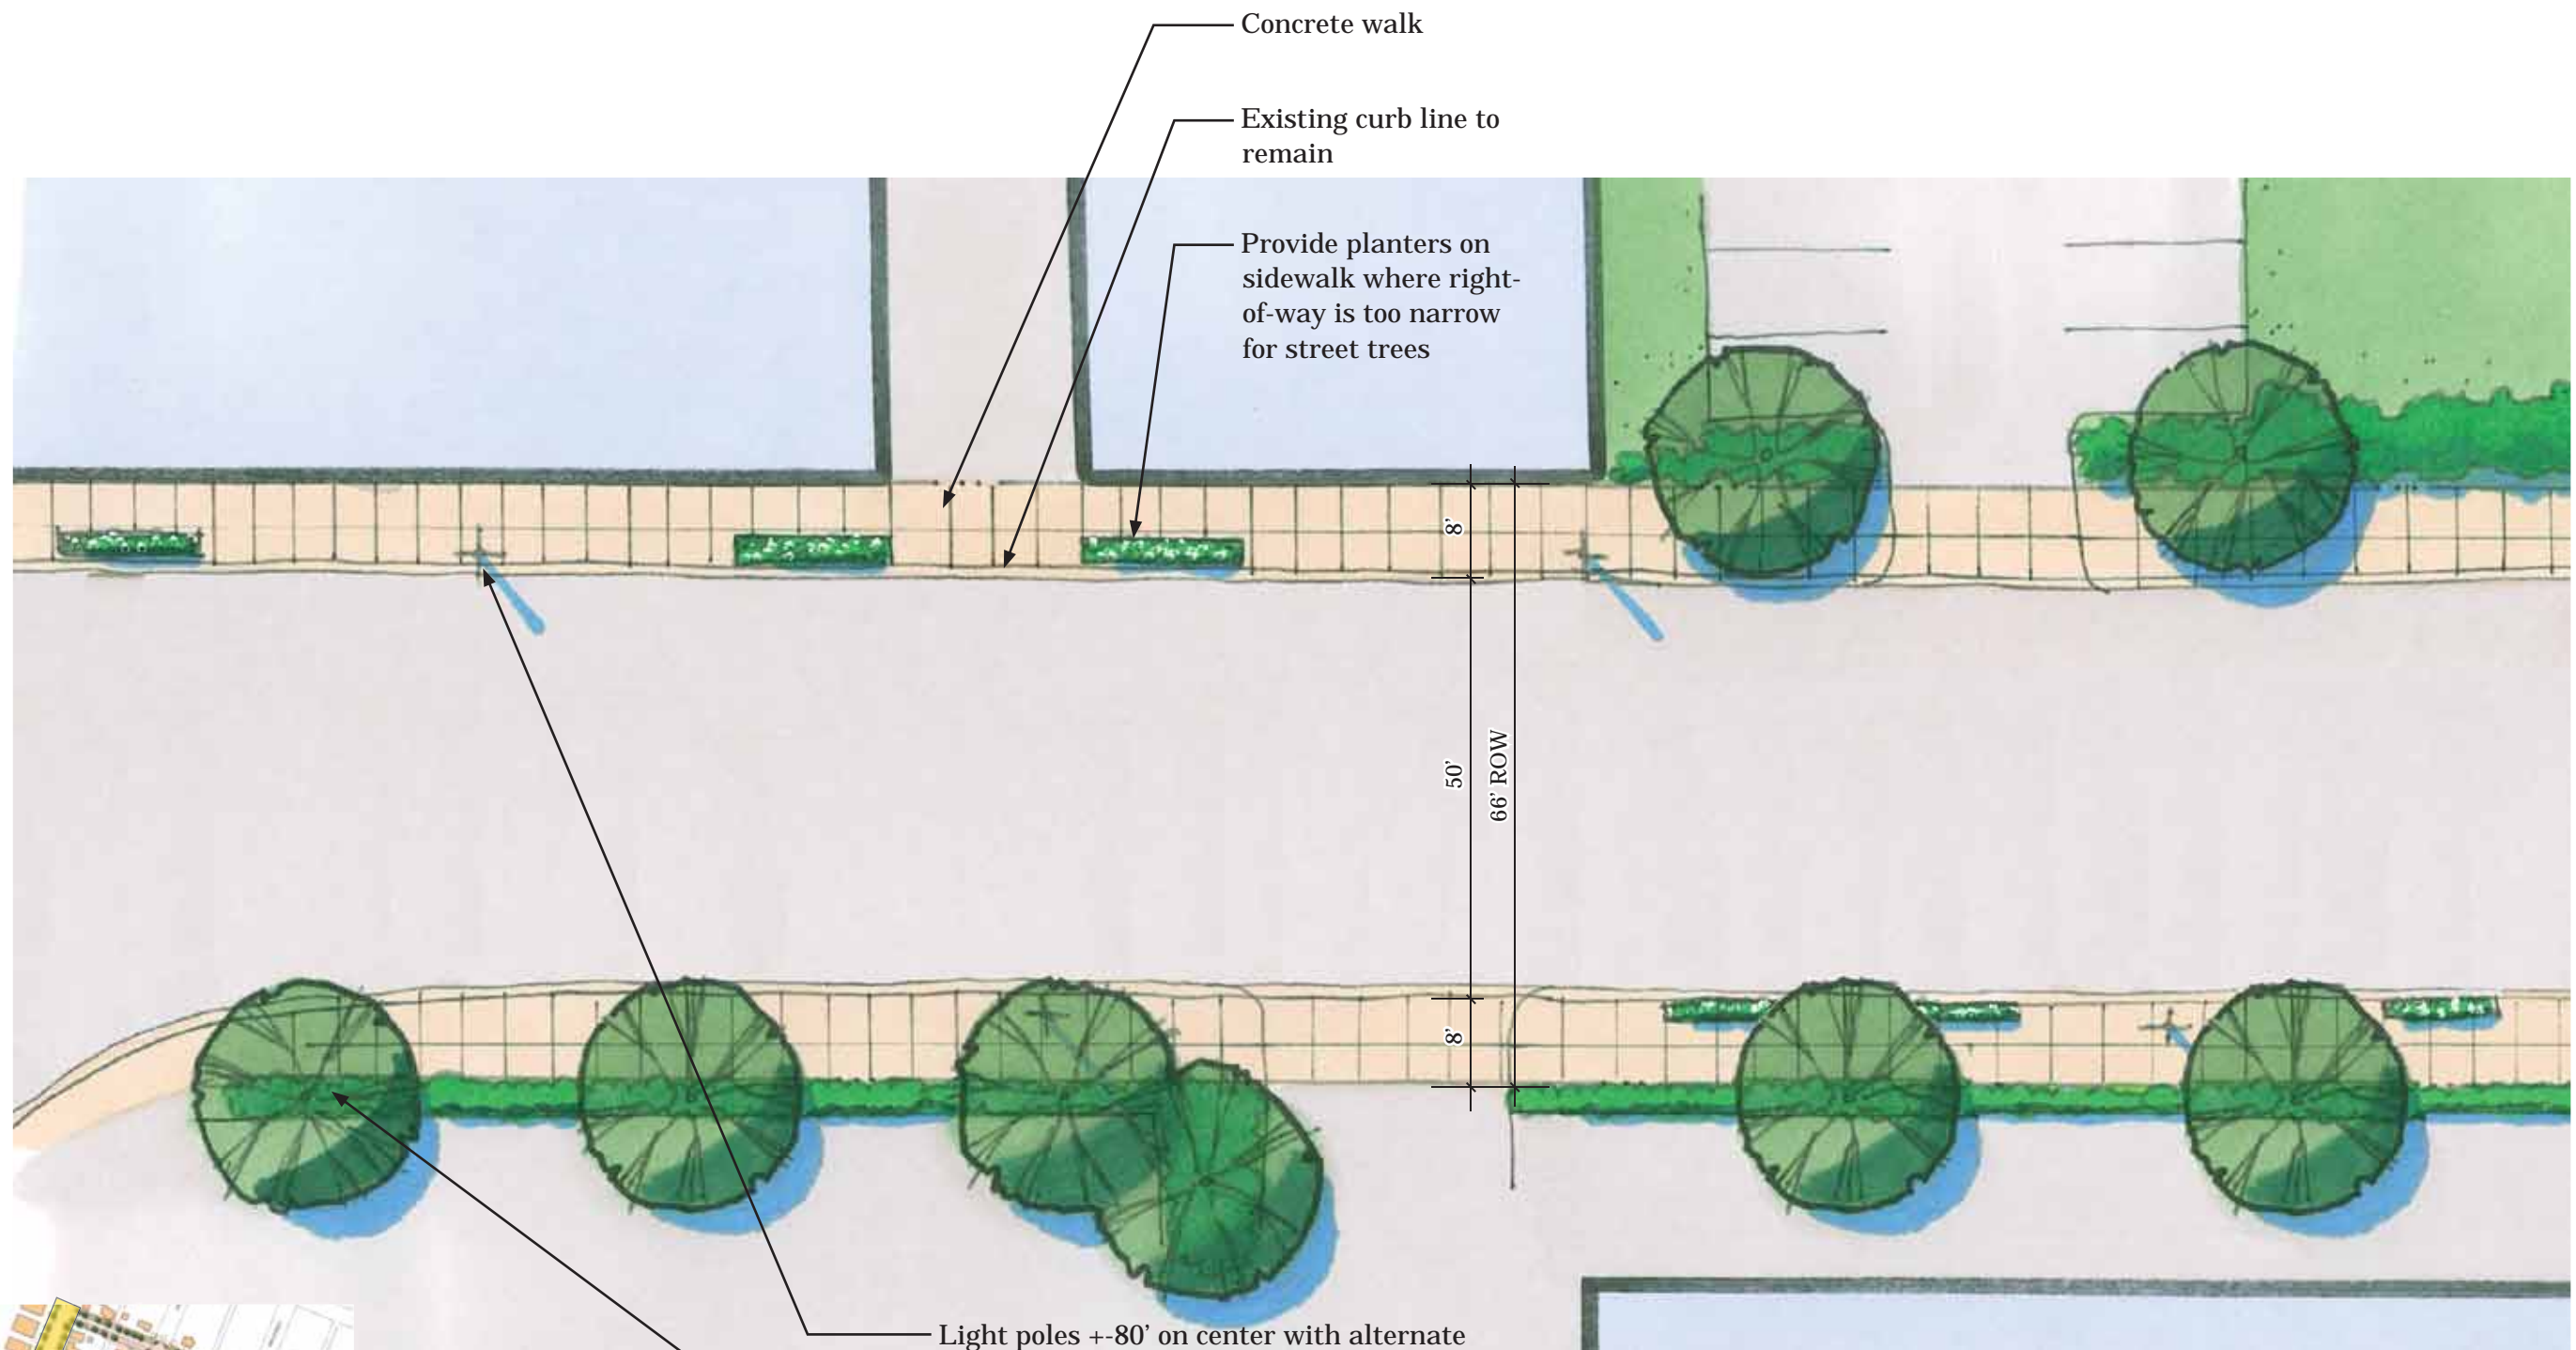 Concrete walk
Existing curb line to
remain
Provide planters on
sidewalk where right-
of-way is too narrow
for street trees
8’
50’
66’ ROW
8’
Light poles +-80’ on center with alternate